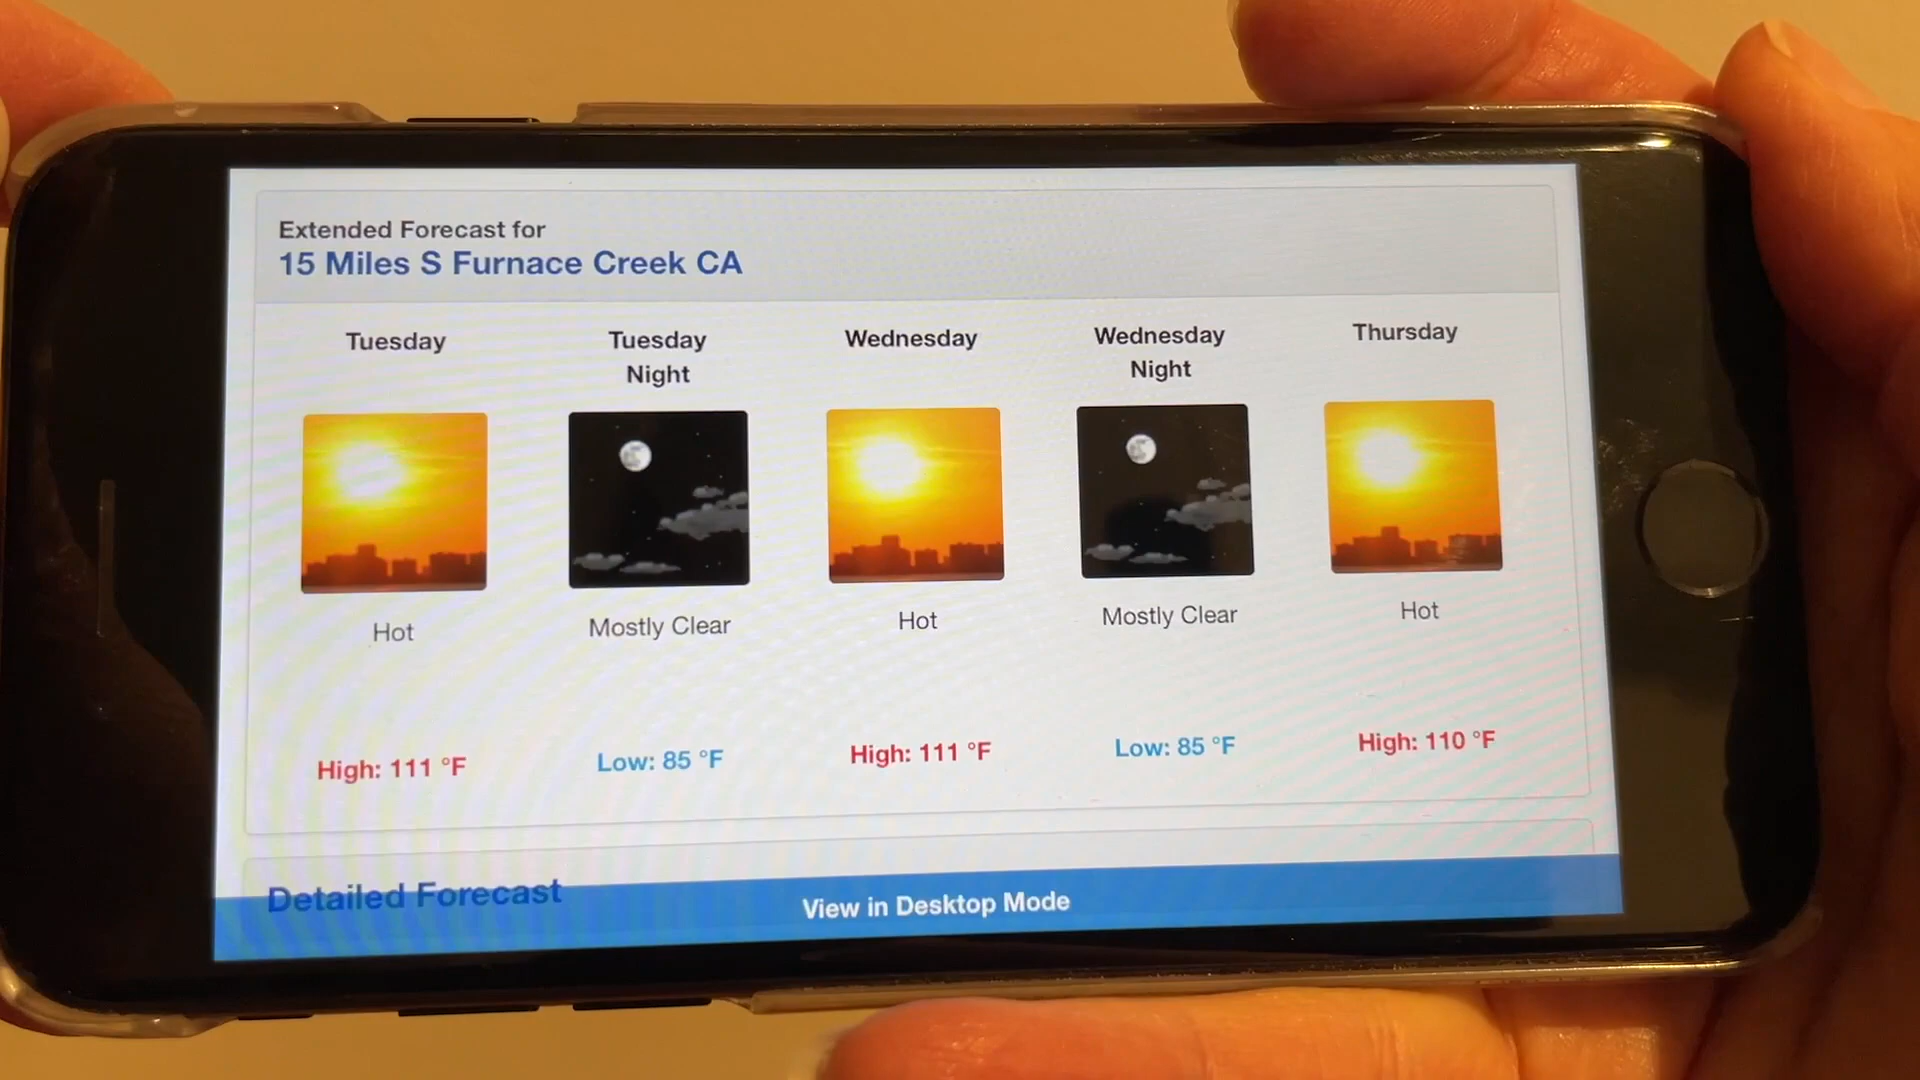 Extended Forecast for
15 Miles S Furnace Creek CA
Tuesday
Tuesday
Night
Wednesday
Wednesday
Night
Thursday
Hot
Mostly Clear
Hot
Mostly Clear
Hot
High: 111 °F
Low: 85 °F
High: 111 °F
Low: 85 °F
High: 110 °F
Detailed Forecast
View in Desktop Mode